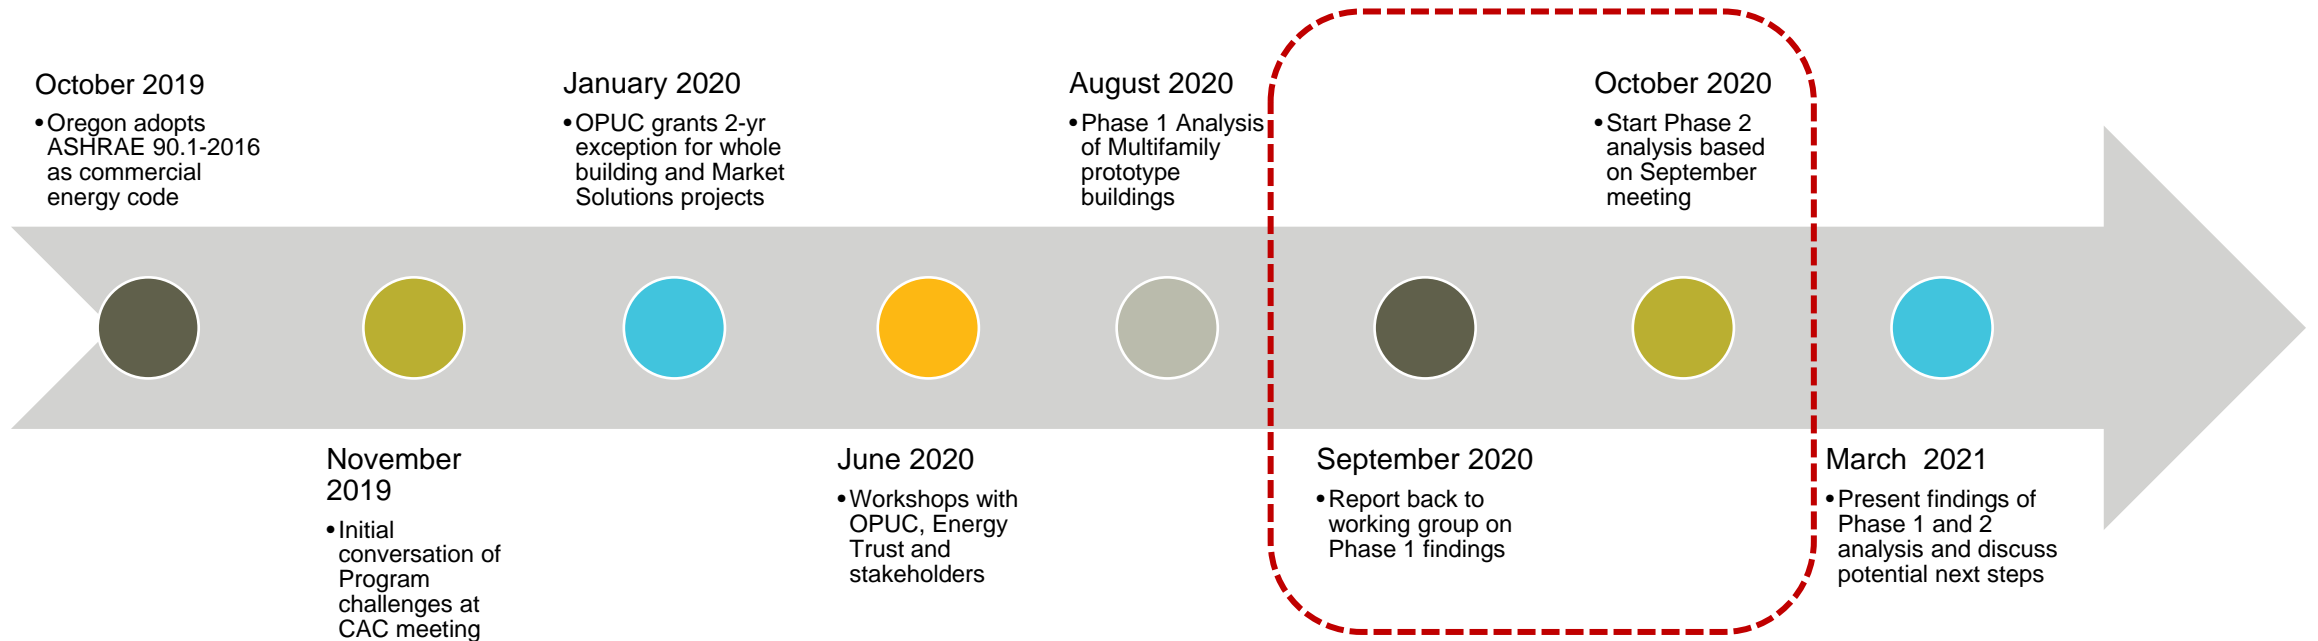 October 2019
•Oregon adopts
ASHRAE 90.1-2016
as commercial
energy code
November
2019
•Initial
conversation of
Program
challenges at
CAC meeting
January 2020
•OPUC grants 2-yr
exception for whole
building and Market
Solutions projects
June 2020
•Workshops with
OPUC, Energy
Trust and
stakeholders
August 2020
•Phase 1 Analysis
of Multifamily
prototype
buildings
September 2020
•Report back to
working group on
Phase 1 findings
October 2020
•Start Phase 2
analysis based
on September
meeting
March 2021
•Present findings of
Phase 1 and 2
analysis and discuss
potential next steps